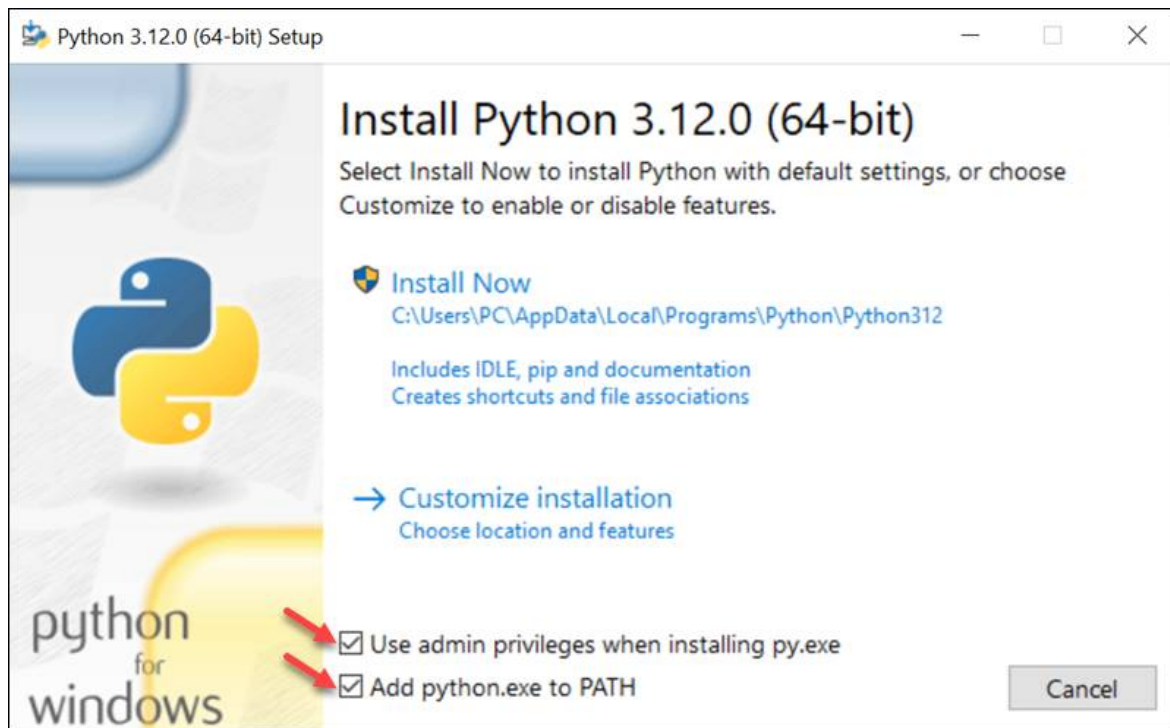 Python 3.12.0 (64-bit) Setup
Install Python 3.12.0 (64-bit)
Select Install Now to install Python with default settings, or choose
Customize to enable or disable features.
Install Now
C:\Users\PC\AppData\Local\Programs\Python\Python312
Includes IDLE, pip and documentation
Creates shortcuts and file associations
Customize installation
Choose location and features
python
for
windows
Use admin privileges when installing py.exe
Add python.exe to PATH
Cancel